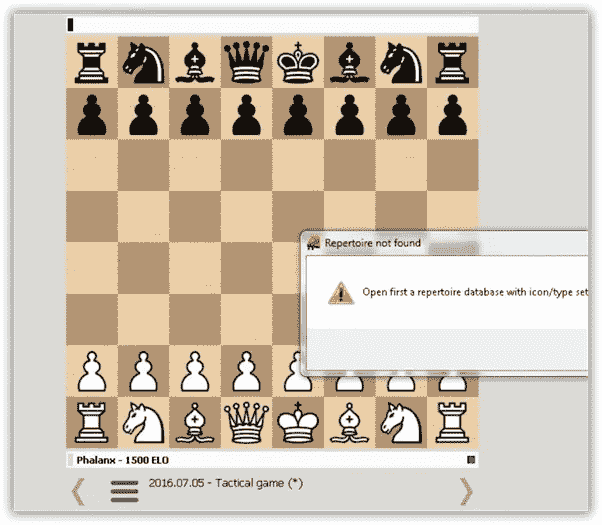 Repertoire not found
Open first a repertoire database with icon/type set
Phalanx - 1500 ELO
2016.07.05 - Tactical game (*)